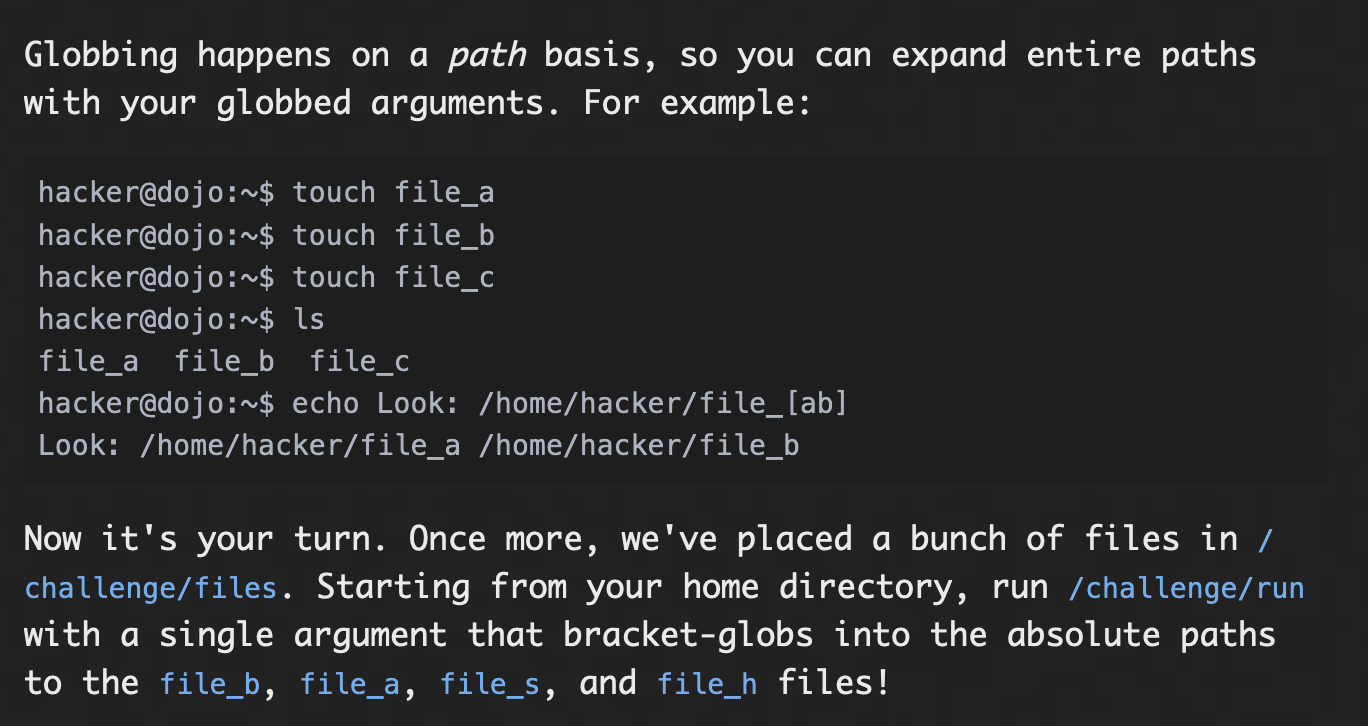 Globbing happens on a path basis, so you can expand entire paths
with your globbed arguments. For example:
hacker@dojo:~$ touch file_a
hacker@dojo:~$ touch file_b
hacker@dojo:~$ touch file_c
hacker@dojo:~$ ls
file_a  file_b  file_c
hacker@dojo:~$ echo Look: /home/hacker/file_[ab]
Look: /home/hacker/file_a /home/hacker/file_b
Now it's your turn. Once more, we've placed a bunch of files in /
challenge/files. Starting from your home directory, run /challenge/run
with a single argument that bracket-globs into the absolute paths
to the file_b, file_a, file_s, and file_h files!